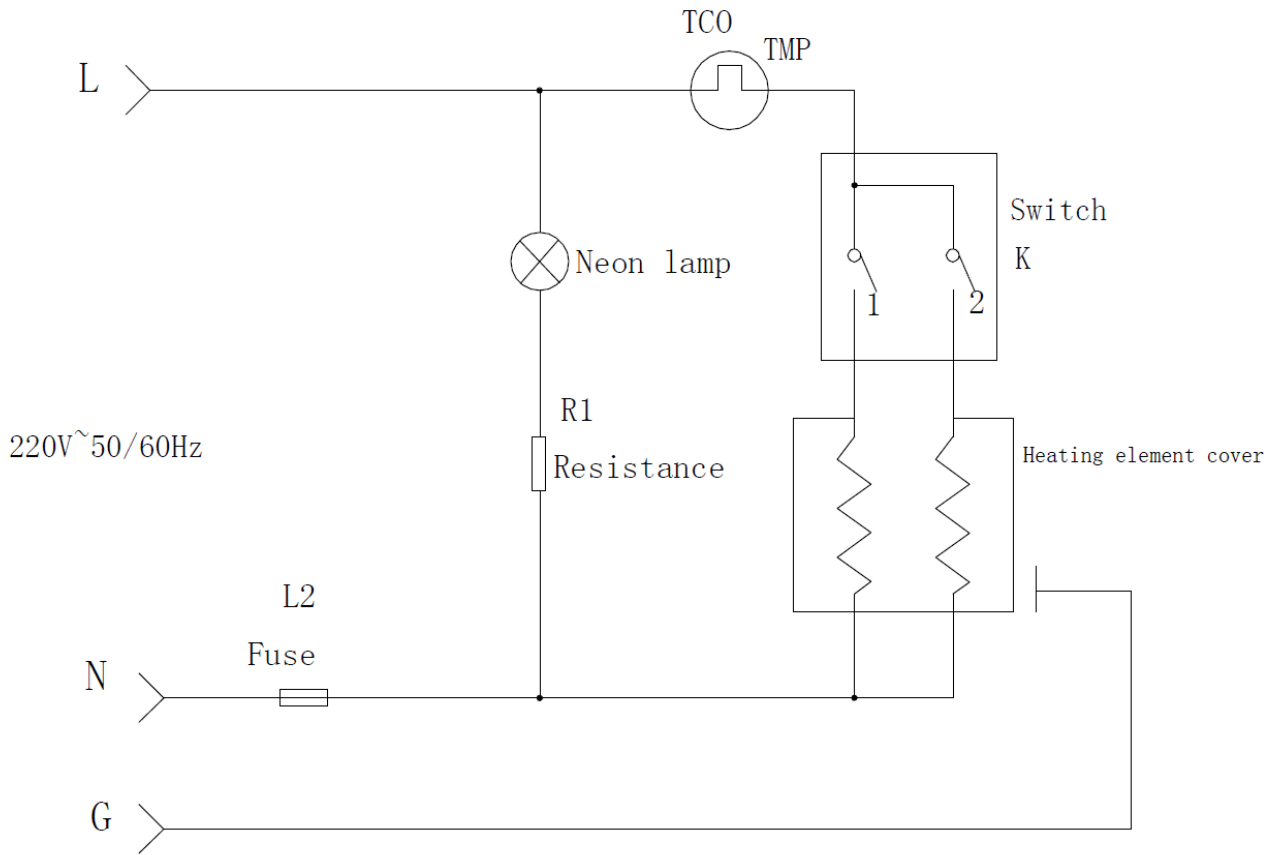 TCO
TMP
L
Switch
K
Neon lamp
1
2
R1
220V~50/60Hz
Resistance
Heating element cover
L2
Fuse
N
G